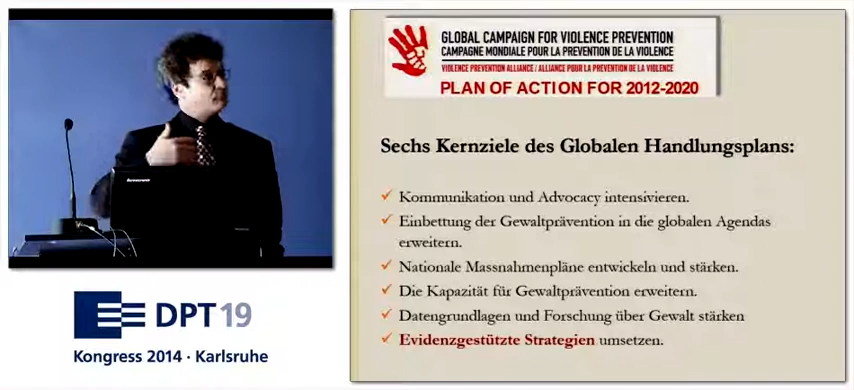 lenovo
DPT 19
Kongress 2014 · Karlsruhe
GLOBAL CAMPAIGN FOR VIOLENCE PREVENTION
CAMPAGNE MONDIALE POUR LA PREVENTION DE LA VIOLENCE
VIOLENCE PREVENTION ALLIANCE / ALLIANCE POUR LA PREVENTION DE LA VIOLENCE
PLAN OF ACTION FOR 2012-2020
Sechs Kernziele des Globalen Handlungsplans:
✓ Kommunikation und Advocacy intensivieren.
✓ Einbettung der Gewaltprävention in die globalen Agendas
erweitern.
✓ Nationale Massnahmenpläne entwickeln und stärken.
✓ Die Kapazität für Gewaltprävention erweitern.
✓ Datengrundlagen und Forschung über Gewalt stärken
✓ Evidenzgestützte Strategien umsetzen.